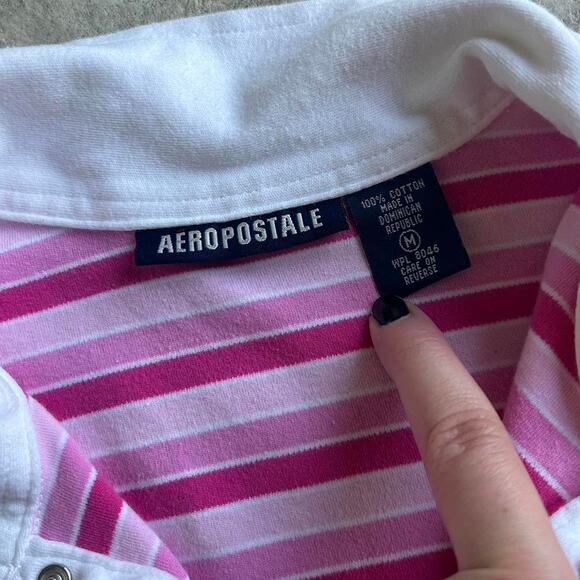 AEROPOSTALE
100% COTTON
MADE IN
DOMINICAN
REPUBLIC
M
WPL 8046
CARE ON
REVERSE